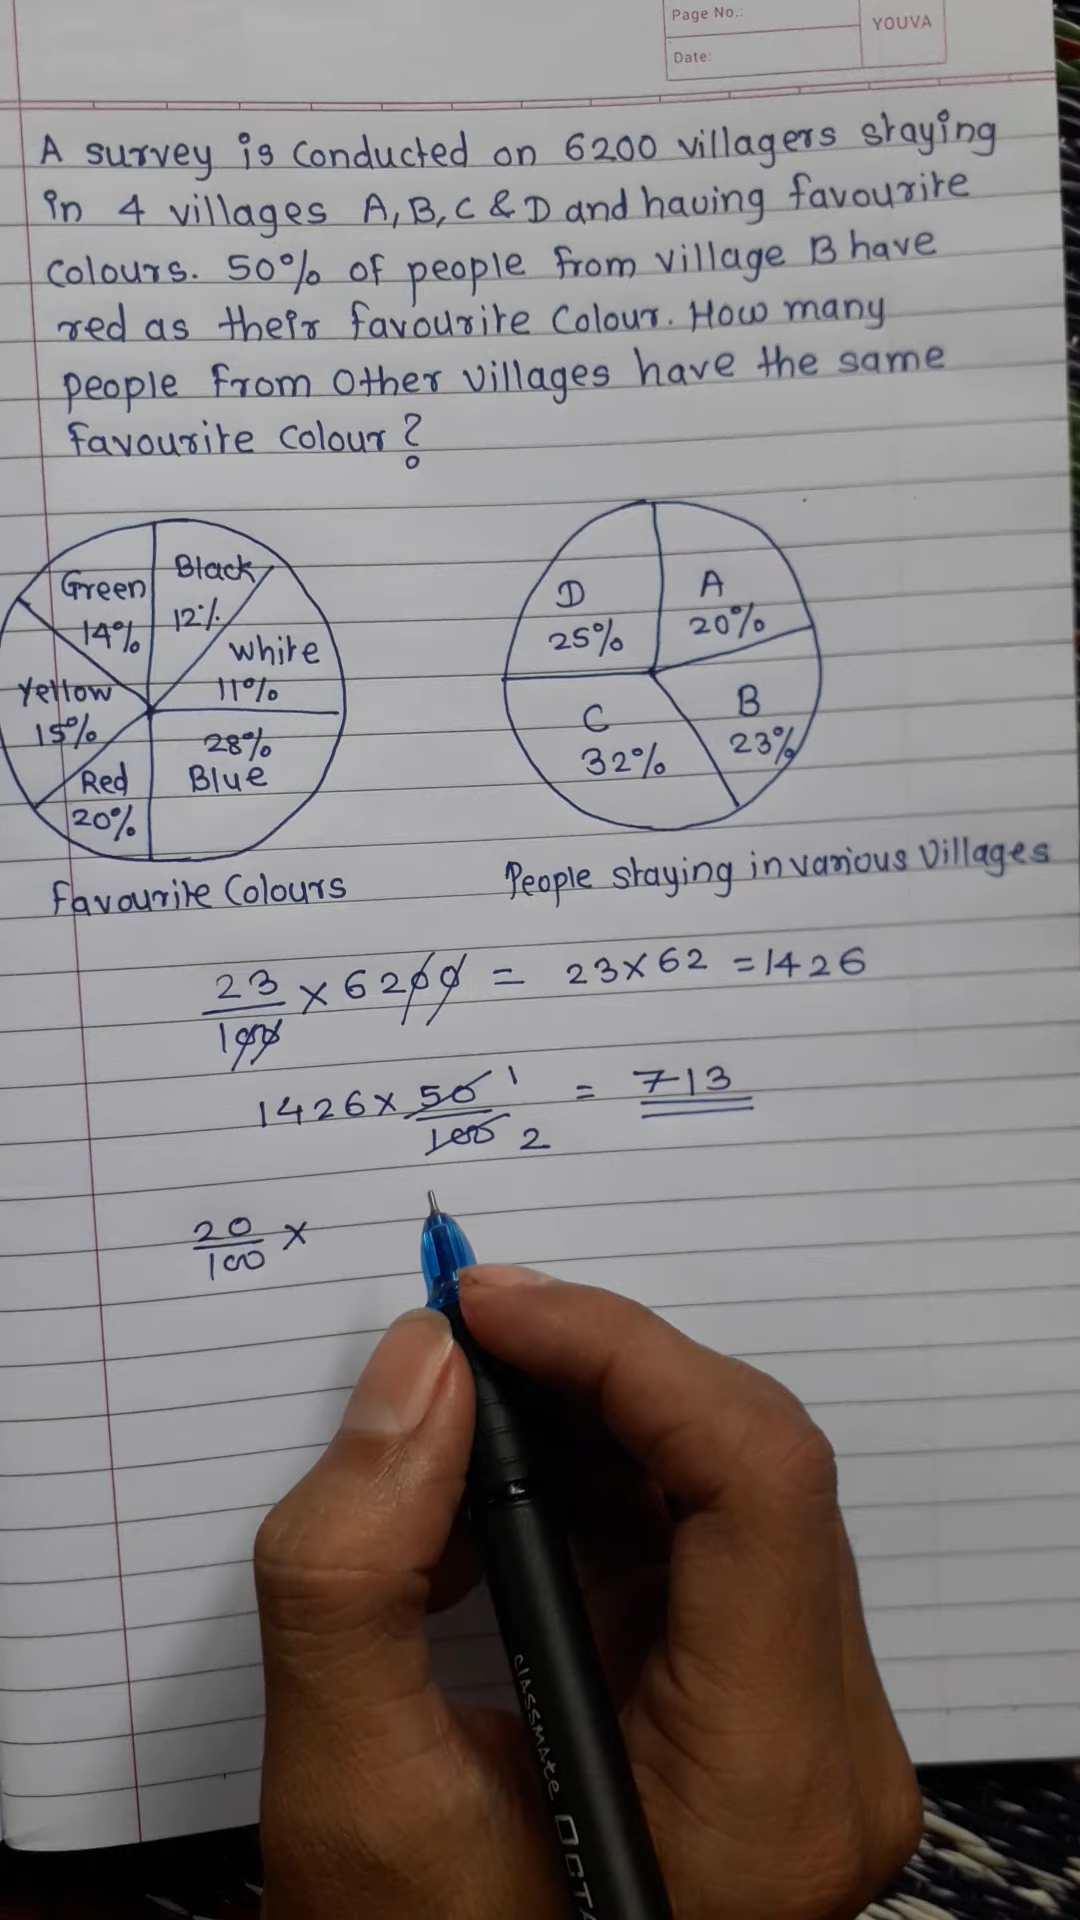 Page No.:
YOUVA
Date:
A survey is conducted on 6200 villagers staying
in 4 villages A, B, C & D and having favourite
colours. 50% of people from village B have
red as their favourite colour. How many
people from other villages have the same
favourite colour?
Green
14%
Black
12%
White
11%
Yellow
15%
28%
Blue
Red
20%
D
25%
A
20%
B
23%
C
32%
Favourite Colours
People staying in various villages
23/100 × 6200 = 23×62 = 1426
1426 × 50/100 1 2 = 713
20/100 ×
classmate OCTA